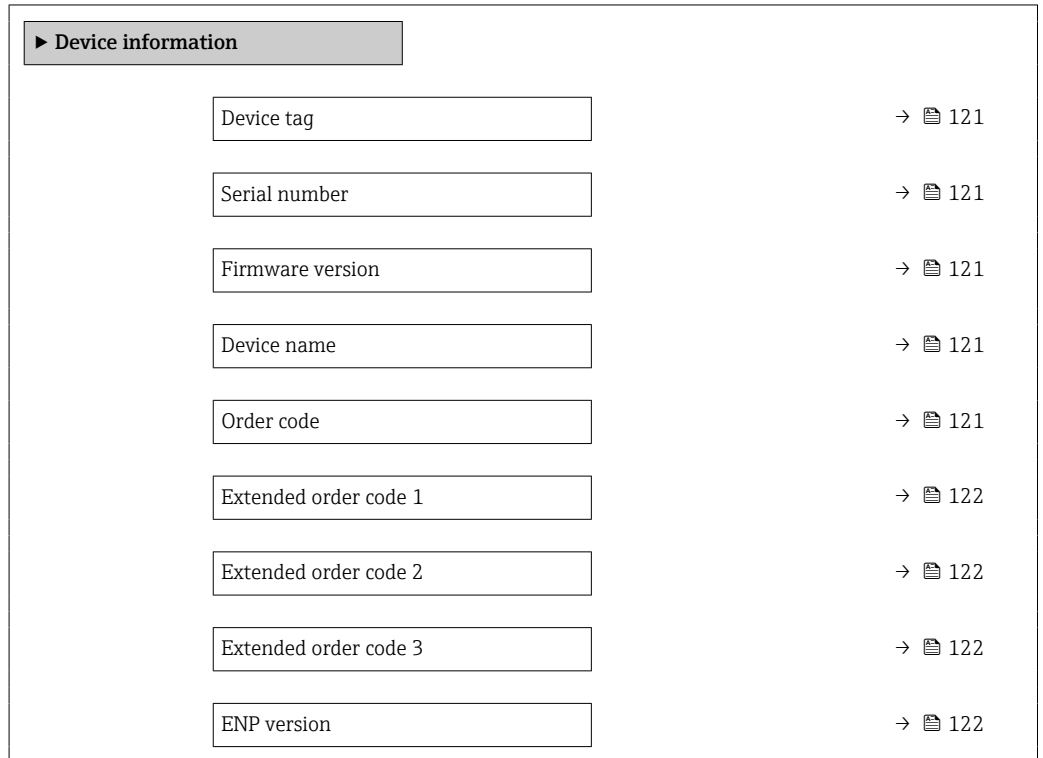 ▶ Device information
Device tag → 121
Serial number → 121
Firmware version → 121
Device name → 121
Order code → 121
Extended order code 1 → 122
Extended order code 2 → 122
Extended order code 3 → 122
ENP version → 122